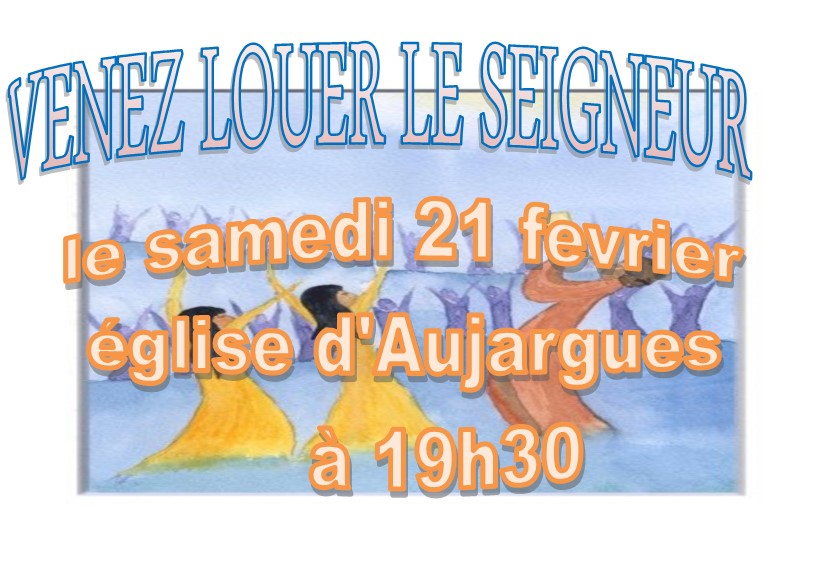 VENEZ LOUER LE SEIGNEUR
le samedi 21 fevrier
église d'Aujargues
à 19h30